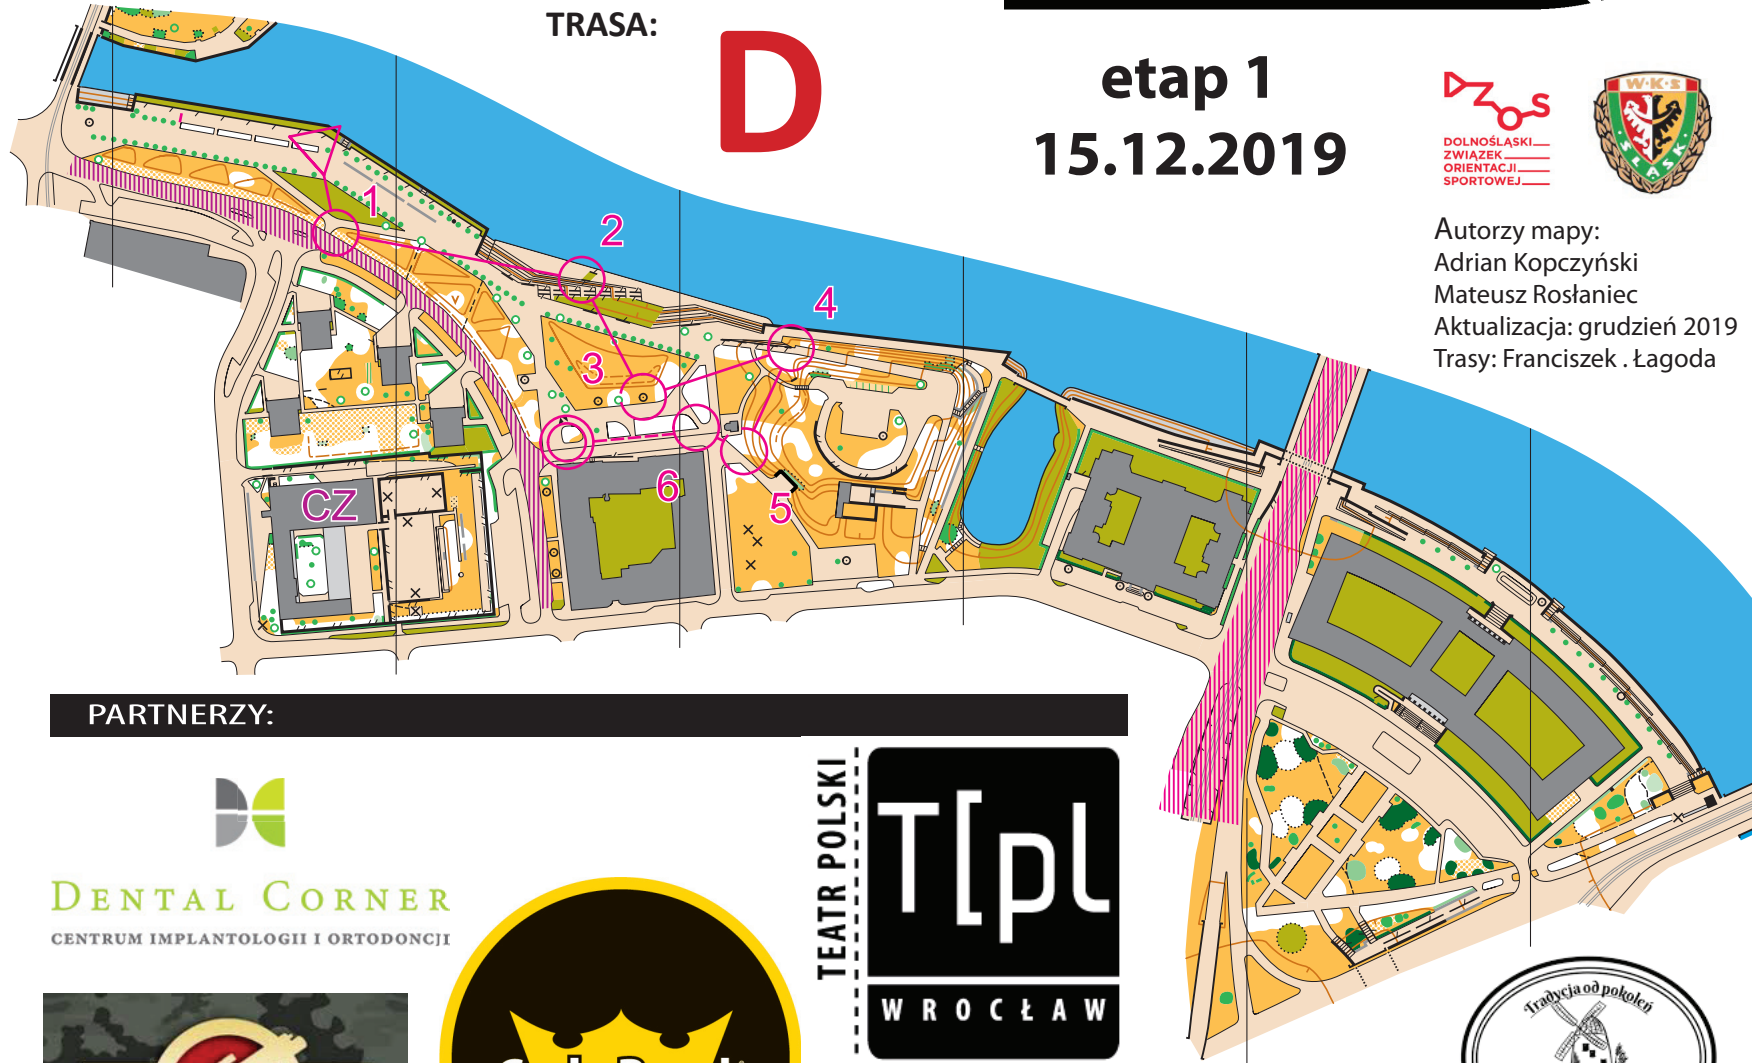 TRASA:
D
etap 1
15.12.2019
DZOS
DOLNOŚLĄSKI
ZWIĄZEK
ORIENTACJI
SPORTOWEJ
W·K·S
ŚLĄSK
Autorzy mapy:
Adrian Kopczyński
Mateusz Rosłaniec
Aktualizacja: grudzień 2019
Trasy: Franciszek . Łagoda
1
2
3
4
5
6
CZ
PARTNERZY:
DENTAL CORNER
CENTRUM IMPLANTOLOGII I ORTODONCJI
TEATR POLSKI
T[pl
WROCŁAW
Tradycja od pokoleń